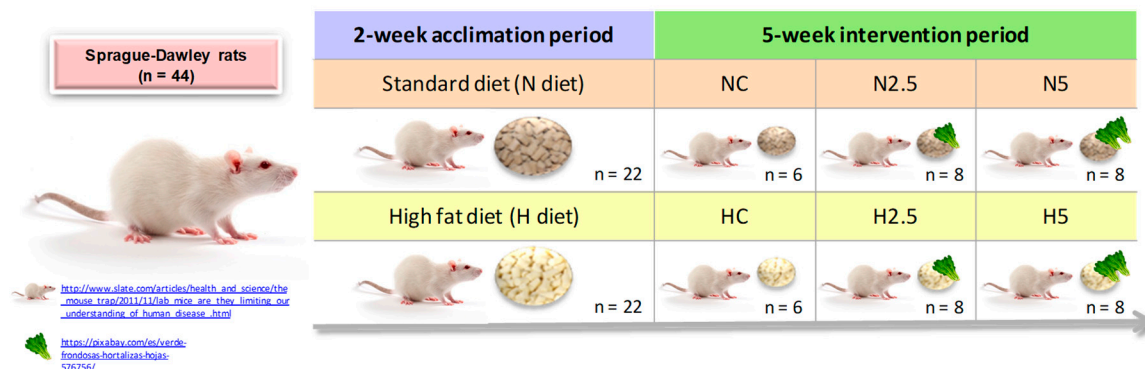 Sprague-Dawley rats
(n = 44)
2-week acclimation period
5-week intervention period
Standard diet (N diet)
NC
N2.5
N5
n = 22
n = 6
n = 8
n = 8
High fat diet (H diet)
HC
H2.5
H5
n = 22
n = 6
n = 8
n = 8
http://www.slate.com/articles/health_and_science/the
_mouse_trap/2011/11/lab_mice_are_they_limiting_our
_understanding_of_human_disease_.html
https://pixabay.com/es/verde-
frondosas-hortalizas-hojas-
576756/